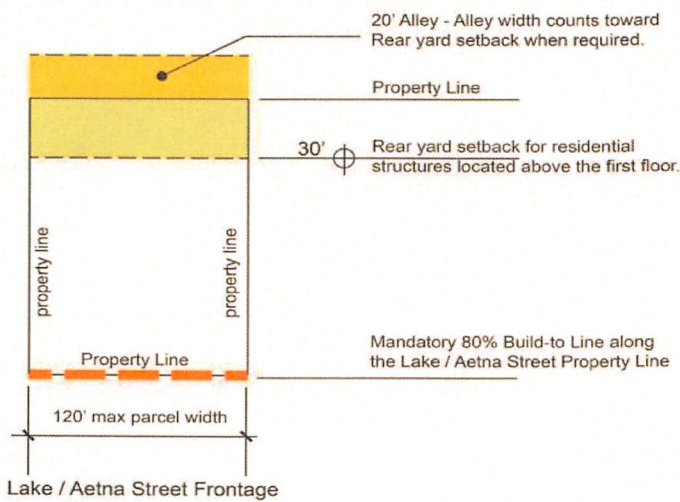 20' Alley - Alley width counts toward
Rear yard setback when required.
Property Line
30'
Rear yard setback for residential
structures located above the first floor.
property line
property line
Mandatory 80% Build-to Line along
the Lake / Aetna Street Property Line
Property Line
120' max parcel width
Lake / Aetna Street Frontage